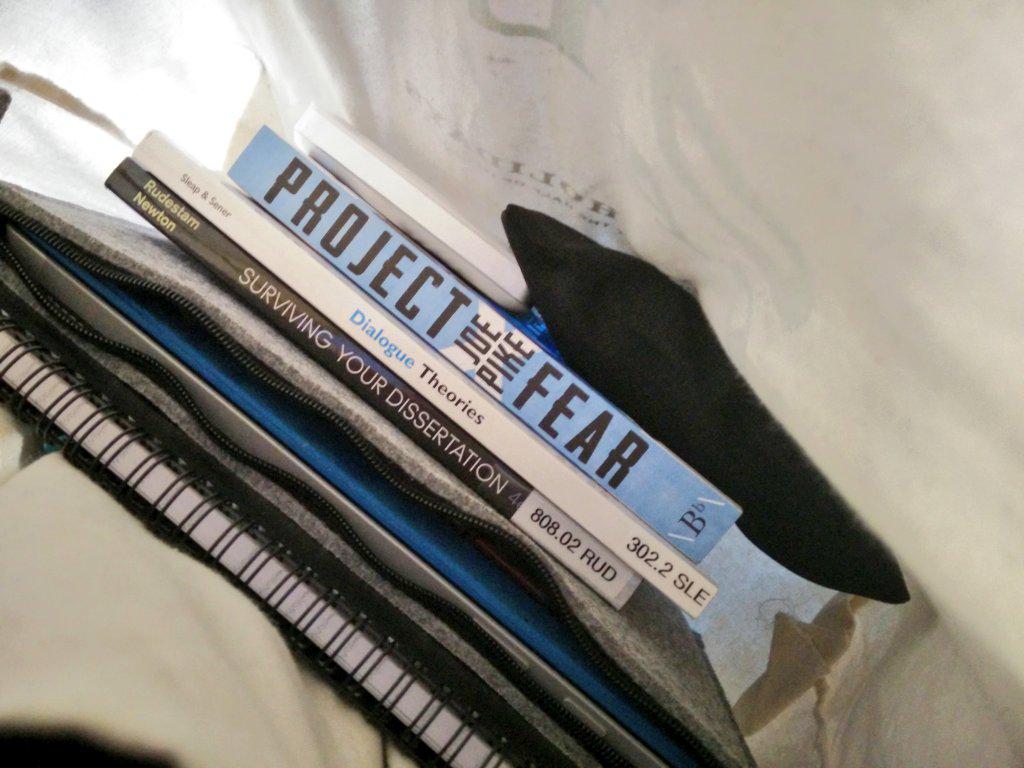 PROJECT
JOE
PIKE
FEAR
\Bb\
Sleap & Sener
Dialogue Theories
302.2 SLE
Rudestam
Newton
SURVIVING YOUR DISSERTATION
808.02 RUD